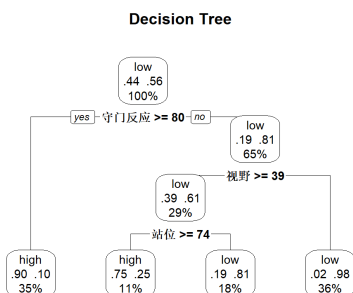 Decision Tree
low
.44 .56
100%
yes 守门反应 >= 80 no
low
.19 .81
65%
视野 >= 39
low
.39 .61
29%
站位 >= 74
high
.90 .10
35%
high
.75 .25
11%
low
.19 .81
18%
low
.02 .98
36%